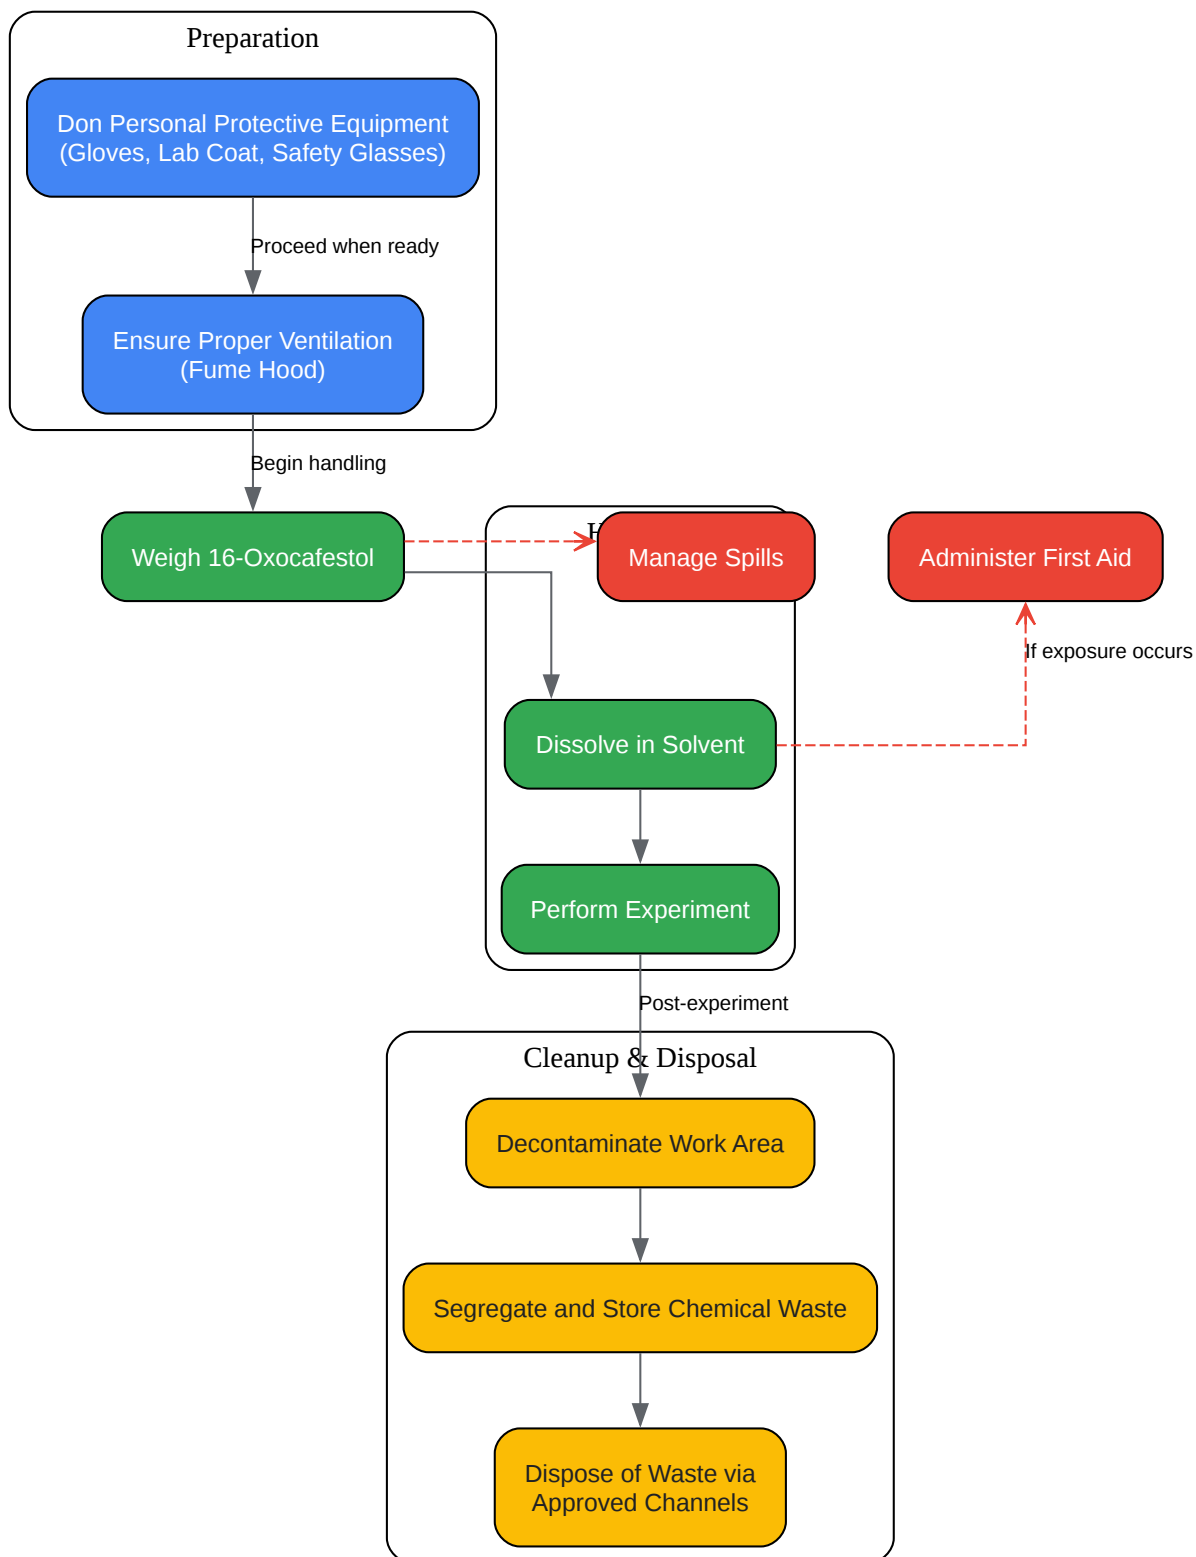 Preparation
Don Personal Protective Equipment
(Gloves, Lab Coat, Safety Glasses)
Proceed when ready
Ensure Proper Ventilation
(Fume Hood)
Begin handling
Weigh 16-Oxocafestol
Manage Spills
Administer First Aid
If exposure occurs
Dissolve in Solvent
Perform Experiment
Post-experiment
Cleanup & Disposal
Decontaminate Work Area
Segregate and Store Chemical Waste
Dispose of Waste via
Approved Channels